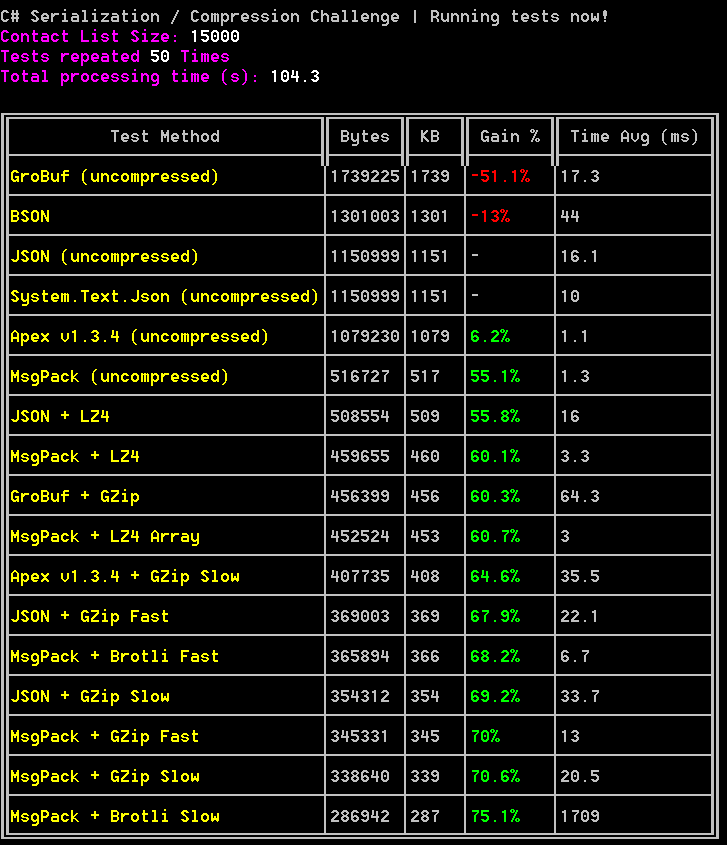 C# Serialization / Compression Challenge | Running tests now!
Contact List Size: 15000
Tests repeated 50 Times
Total processing time (s): 104.3
Test Method Bytes KB Gain % Time Avg (ms)
GroBuf (uncompressed) 1739225 1739 -51.1% 17.3
BSON 1301003 1301 -13% 44
JSON (uncompressed) 1150999 1151 - 16.1
System.Text.Json (uncompressed) 1150999 1151 - 10
Apex v1.3.4 (uncompressed) 1079230 1079 6.2% 1.1
MsgPack (uncompressed) 516727 517 55.1% 1.3
JSON + LZ4 508554 509 55.8% 16
MsgPack + LZ4 459655 460 60.1% 3.3
GroBuf + GZip 456399 456 60.3% 64.3
MsgPack + LZ4 Array 452524 453 60.7% 3
Apex v1.3.4 + GZip Slow 407735 408 64.6% 35.5
JSON + GZip Fast 369003 369 67.9% 22.1
MsgPack + Brotli Fast 365894 366 68.2% 6.7
JSON + GZip Slow 354312 354 69.2% 33.7
MsgPack + GZip Fast 345331 345 70% 13
MsgPack + GZip Slow 338640 339 70.6% 20.5
MsgPack + Brotli Slow 286942 287 75.1% 1709